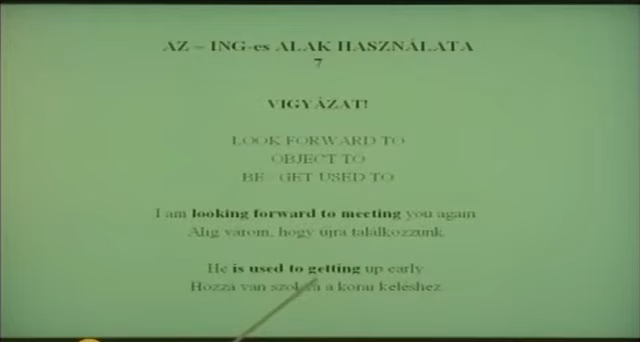 AZ – ING-es ALAK HASZNÁLATA
7
VIGYÁZAT!
LOOK FORWARD TO
OBJECT TO
BE - GET USED TO
I am looking forward to meeting you again
Alig várom, hogy újra találkozzunk.
He is used to getting up early
Hozzá van szokva a korai keléshez.